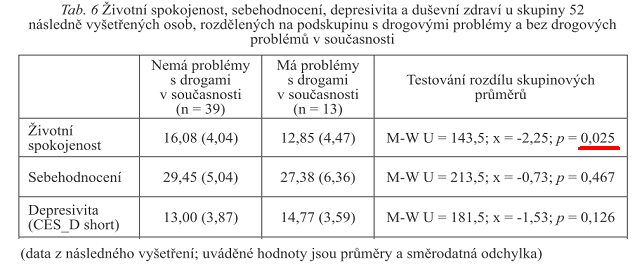 Tab. 6 Životní spokojenost, sebehodnocení, depresivita a duševní zdraví u skupiny 52
následně vyšetřených osob, rozdělených na podskupinu s drogovými problémy a bez drogových
problémů v současnosti
Nemá problémy
s drogami
v současnosti
(n = 39)
Má problémy
s drogami
v současnosti
(n = 13)
Testování rozdílu skupinových
průměrů
Životní
spokojenost
16,08 (4,04)
12,85 (4,47)
M-W U = 143,5; x = -2,25; p = 0,025
Sebehodnocení
29,45 (5,04)
27,38 (6,36)
M-W U = 213,5; x = -0,73; p = 0,467
Depresivita
(CES_D short)
13,00 (3,87)
14,77 (3,59)
M-W U = 181,5; x = -1,53; p = 0,126
(data z následného vyšetření; uváděné hodnoty jsou průměry a směrodatná odchylka)